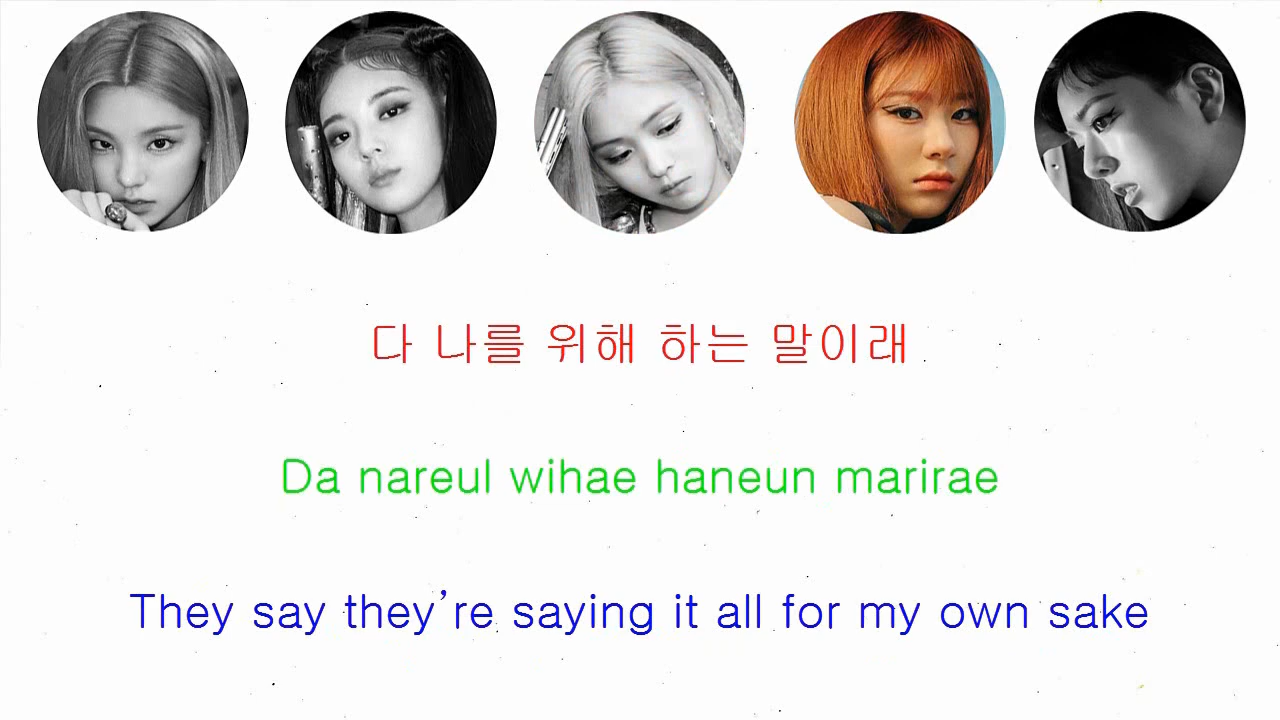 다 나를 위해 하는 말이래
Da nareul wihae haneun marirae
They say they’re saying it all for my own sake